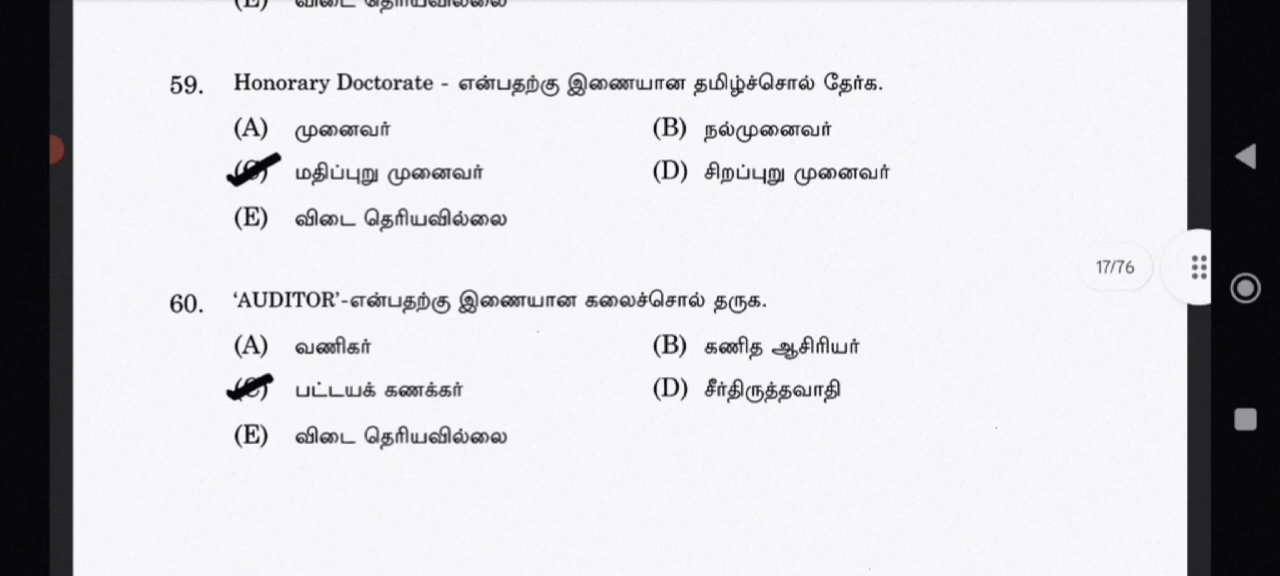 59. Honorary Doctorate - என்பதற்கு இணையான தமிழ்ச்சொல் தேர்க.
(A) முனைவர் (B) நல்முனைவர்
(C) மதிப்புறு முனைவர் (D) சிறப்புறு முனைவர்
(E) விடை தெரியவில்லை
17/76
60. ‘AUDITOR’-என்பதற்கு இணையான கலைச்சொல் தருக.
(A) வணிகர் (B) கணித ஆசிரியர்
(C) பட்டயக் கணக்கர் (D) சீர்திருத்தவாதி
(E) விடை தெரியவில்லை